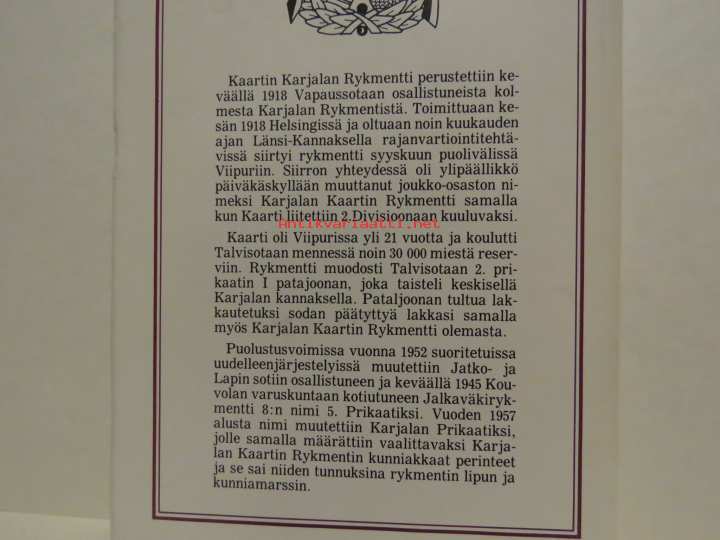 Kaartin Karjalan Rykmentti perustettiin ke-
väällä 1918 Vapaussotaan osallistuneista kol-
mesta Karjalan Rykmentistä. Toimittuaan ke-
sän 1918 Helsingissä ja oltuaan noin kuukauden
ajan Länsi-Kannaksella rajanvartiointitehtä-
vissä siirtyi rykmentti syyskuun puolivälissä
Viipuriin. Siirron yhteydessä oli ylipäällikkö
päiväkäskyllään muuttanut joukko-osaston ni-
meksi Karjalan Kaartin Rykmentti samalla
kun Kaarti liitettiin 2.Divisioonaan kuuluvaksi.
Antikvariaatti.net
Kaarti oli Viipurissa yli 21 vuotta ja koulutti
Talvisotaan mennessä noin 30 000 miestä reser-
viin. Rykmentti muodosti Talvisotaan 2. pri-
kaatin I patajoonan, joka taisteli keskisellä
Karjalan kannaksella. Pataljoonan tultua lak-
kautetuksi sodan päätyttyä lakkasi samalla
myös Karjalan Kaartin Rykmentti olemasta.
Puolustusvoimissa vuonna 1952 suoritetuissa
uudelleenjärjestelyissä muutettiin Jatko- ja
Lapin sotiin osallistuneen ja keväällä 1945 Kou-
volan varuskuntaan kotiutuneen Jalkaväkiryk-
mentti 8:n nimi 5. Prikaatiksi. Vuoden 1957
alusta nimi muutettiin Karjalan Prikaatiksi,
jolle samalla määrättiin vaalittavaksi Karja-
lan Kaartin Rykmentin kunniakkaat perinteet
ja se sai niiden tunnuksina rykmentin lipun ja
kunniamarssin.